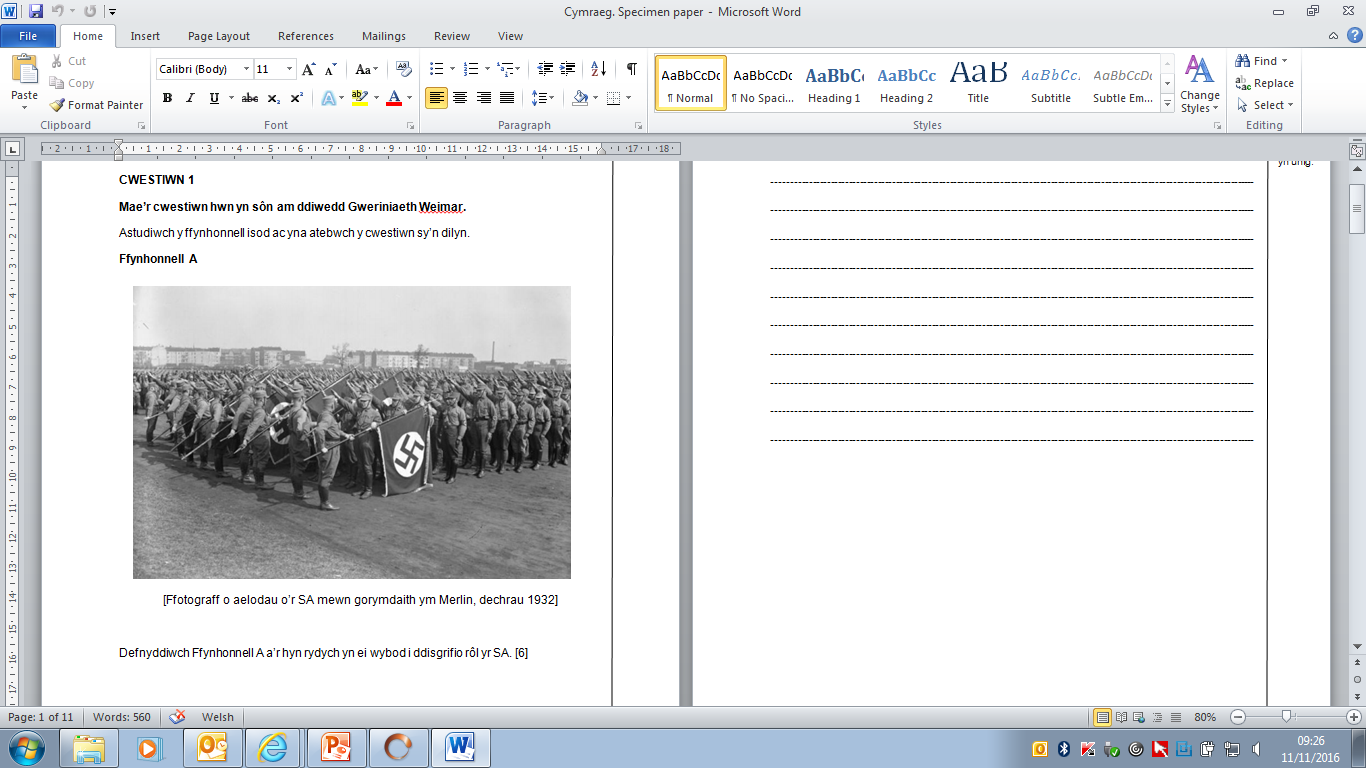 Cymraeg. Specimen paper - Microsoft Word
File Home Insert Page Layout References Mailings Review View
Paste
Cut
Copy
Format Painter
Clipboard
Calibri (Body) 11
Font
Paragraph
AaBbCcDc AaBbCcDc AaBbCc AaBbCc AaB AaBbCc. AaBbCcDc
¶ Normal ¶ No Spaci... Heading 1 Heading 2 Title Subtitle Subtle Em...
Styles
Change Styles
Find
Replace
Select
Editing
CWESTIWN 1
Mae'r cwestiwn hwn yn sôn am ddiwedd Gweriniaeth Weimar.
Astudiwch y ffynhonnell isod ac yna atebwch y cwestiwn sy'n dilyn.
Ffynhonnell A
[Ffotograff o aelodau o'r SA mewn gorymdaith ym Merlin, dechrau 1932]
Defnyddiwch Ffynhonnell A a'r hyn rydych yn ei wybod i ddisgrifio rôl yr SA. [6]
Page: 1 of 11 Words: 560 Welsh 80%
09:26
11/11/2016